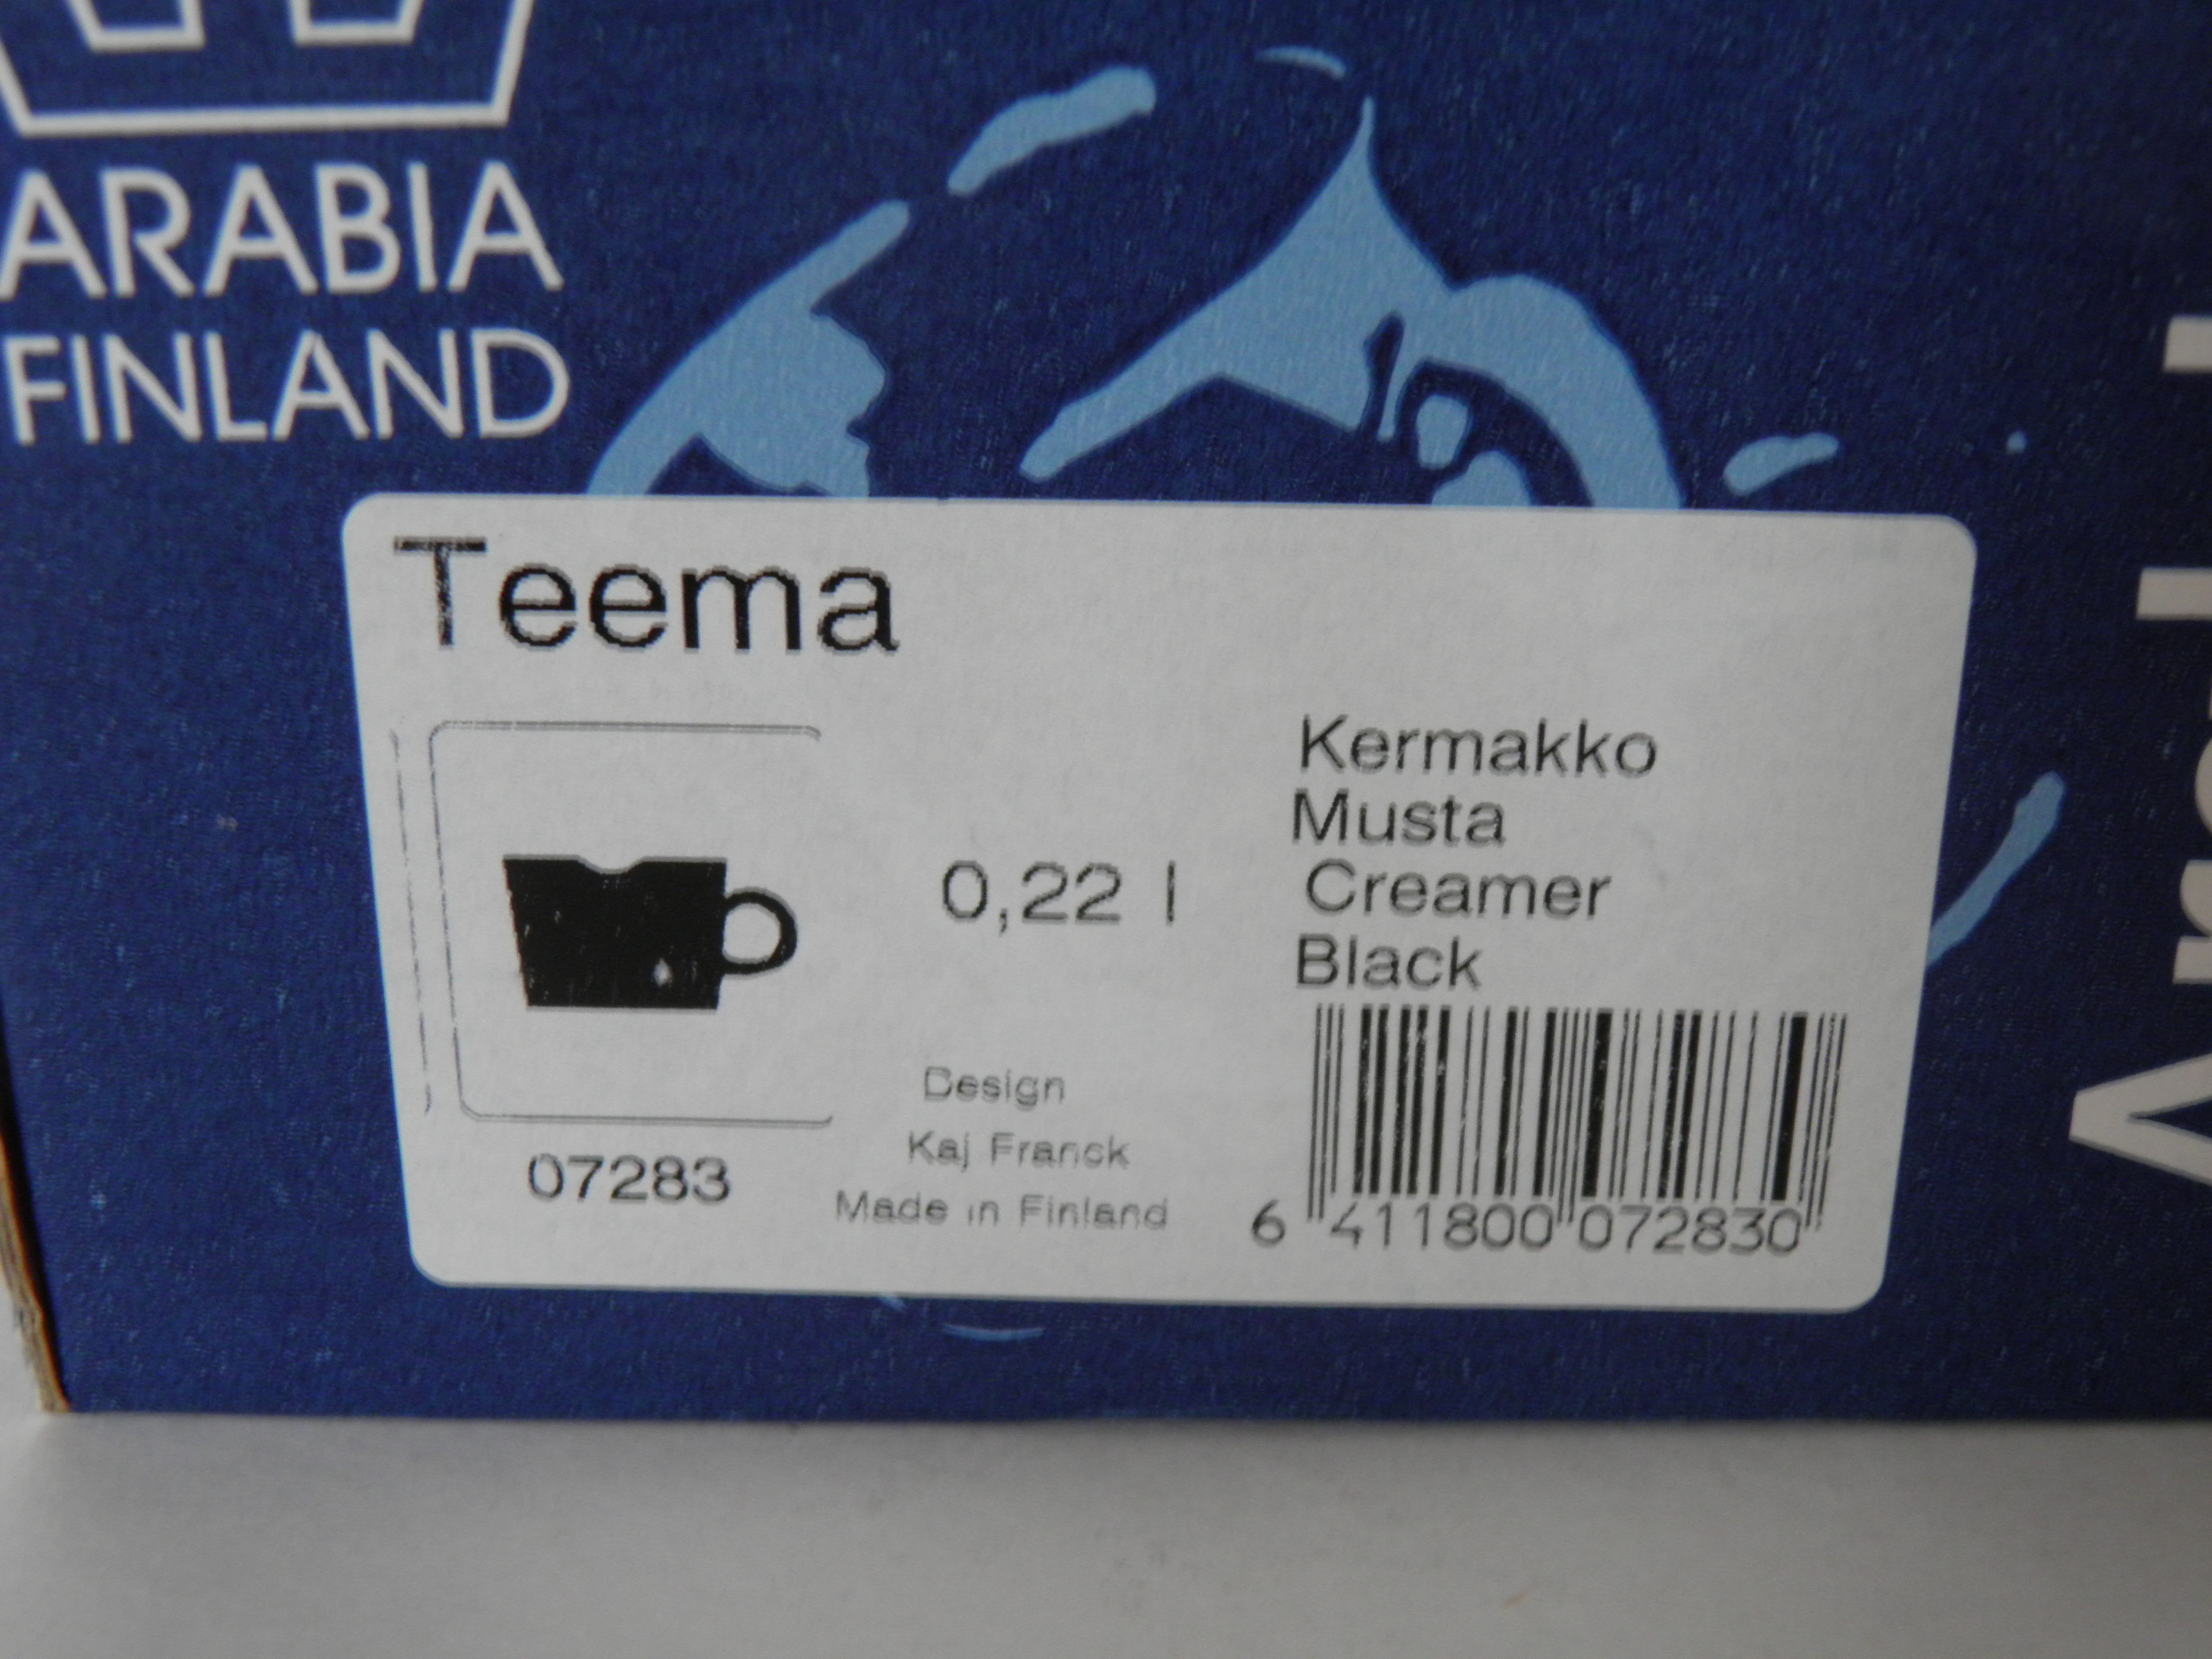 ARABIA
FINLAND
Teema
Kermakko
Musta
0,22 l
Creamer
Black
Design
Kaj Franck
Made in Finland
07283
6 411800 072830